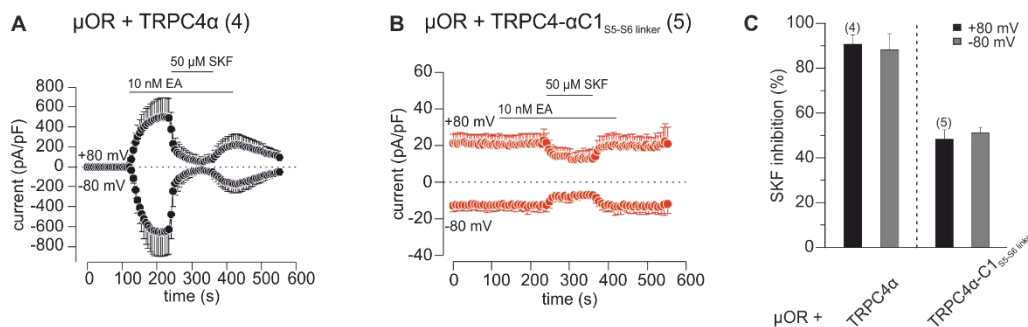 A
µOR + TRPC4α (4)
50 µM SKF
10 nM EA
800
600
400
200
0
-200
-400
-600
-800
+80 mV
-80 mV
current (pA/pF)
0 100 200 300 400 500 600
time (s)
B
µOR + TRPC4-αC1S5-S6 linker (5)
50 µM SKF
10 nM EA
60
40
20
0
-20
40
60
+80 mV
-80 mV
current (pA/pF)
0 100 200 300 400 500 600
time (s)
C
+80 mV
-80 mV
100
80
60
40
20
0
SKF inhibition (%)
(4)
(5)
µOR +
TRPC4α
TRPC4α-C1S5-S6 linker